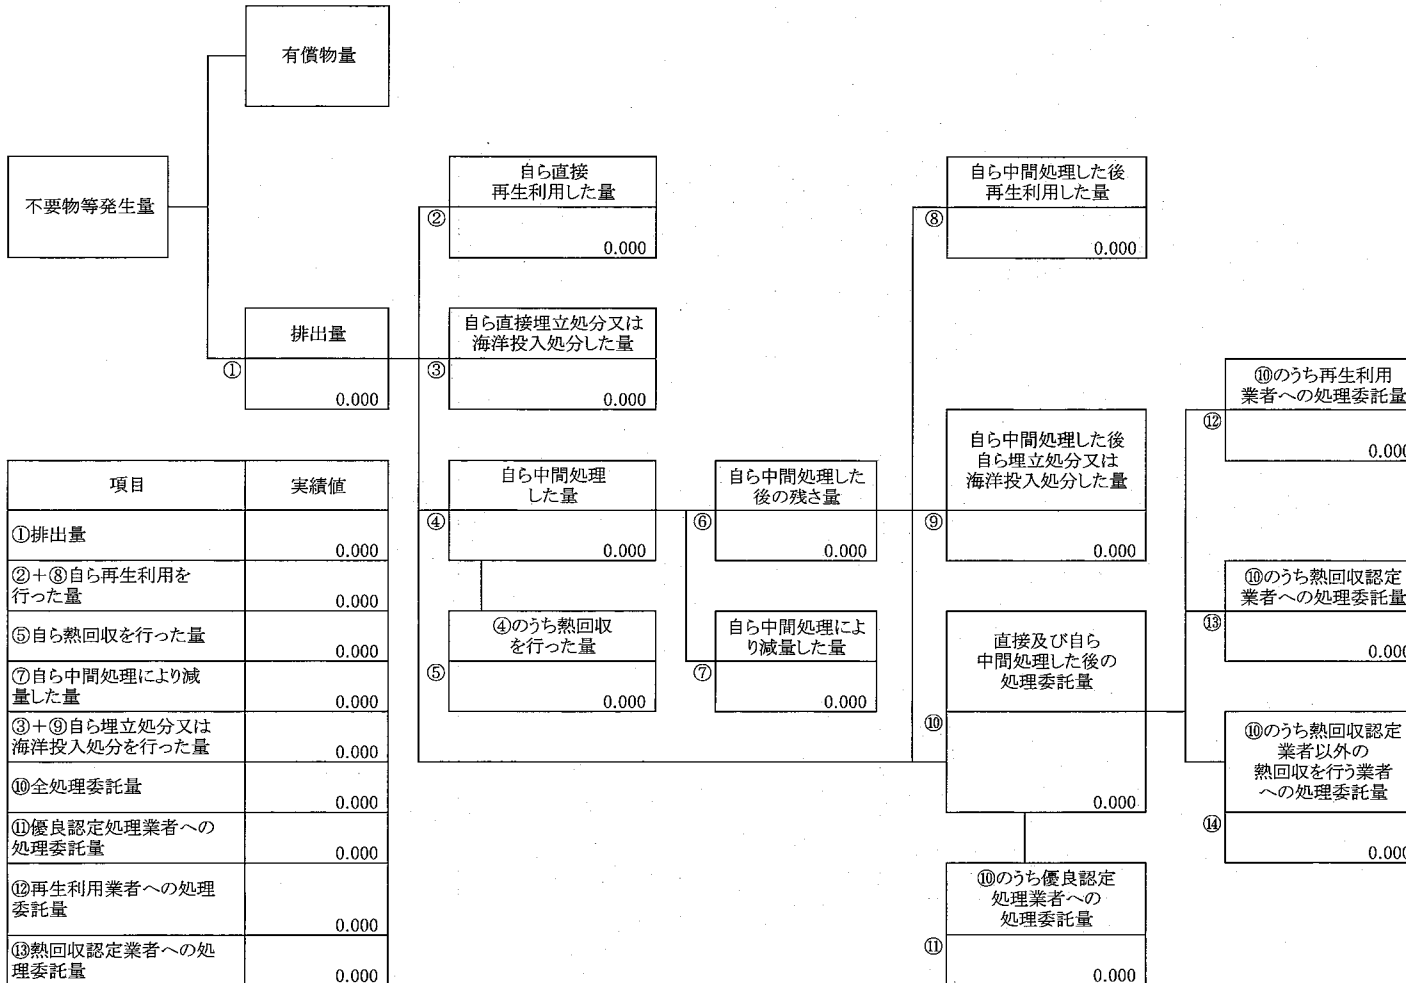 有償物量
不要物等発生量
自ら直接
再生利用した量
②
0.000
自ら中間処理した後
再生利用した量
⑧
0.000
排出量
①
0.000
自ら直接埋立処分又は
海洋投入処分した量
③
0.000
⑩のうち再生利用
業者への処理委託量
⑫
0.000
自ら中間処理
した量
④
0.000
自ら中間処理した
後の残さ量
⑥
0.000
自ら中間処理した後
自ら埋立処分又は
海洋投入処分した量
⑨
0.000
④のうち熱回収
を行った量
⑤
0.000
自ら中間処理によ
り減量した量
⑦
0.000
直接及び自ら
中間処理した後の
処理委託量
⑩
0.000
⑩のうち熱回収認定
業者への処理委託量
⑬
0.000
⑩のうち熱回収認定
業者以外の
熱回収を行う業者
への処理委託量
⑭
0.000
⑩のうち優良認定
処理業者への
処理委託量
⑪
0.000
項目 実績値
①排出量
0.000
②+⑧自ら再生利用を
行った量 0.000
⑤自ら熱回収を行った量
0.000
⑦自ら中間処理により減
量した量 0.000
③+⑨自ら埋立処分又は
海洋投入処分を行った量 0.000
⑩全処理委託量
0.000
⑪優良認定処理業者への
処理委託量 0.000
⑫再生利用業者への処理
委託量 0.000
⑬熱回収認定業者への処
理委託量 0.000